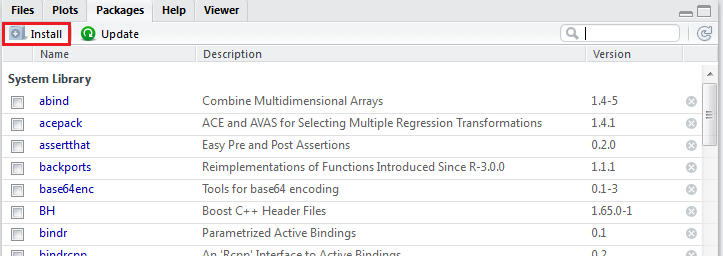 Files Plots Packages Help Viewer
Install Update
Name Description Version
System Library
abind Combine Multidimensional Arrays 1.4-5
acepack ACE and AVAS for Selecting Multiple Regression Transformations 1.4.1
assertthat Easy Pre and Post Assertions 0.2.0
backports Reimplementations of Functions Introduced Since R-3.0.0 1.1.1
base64enc Tools for base64 encoding 0.1-3
BH Boost C++ Header Files 1.65.0-1
bindr Parametrized Active Bindings 0.1
bindrcpp An 'Rcpp' Interface to Active Bindings 0.2